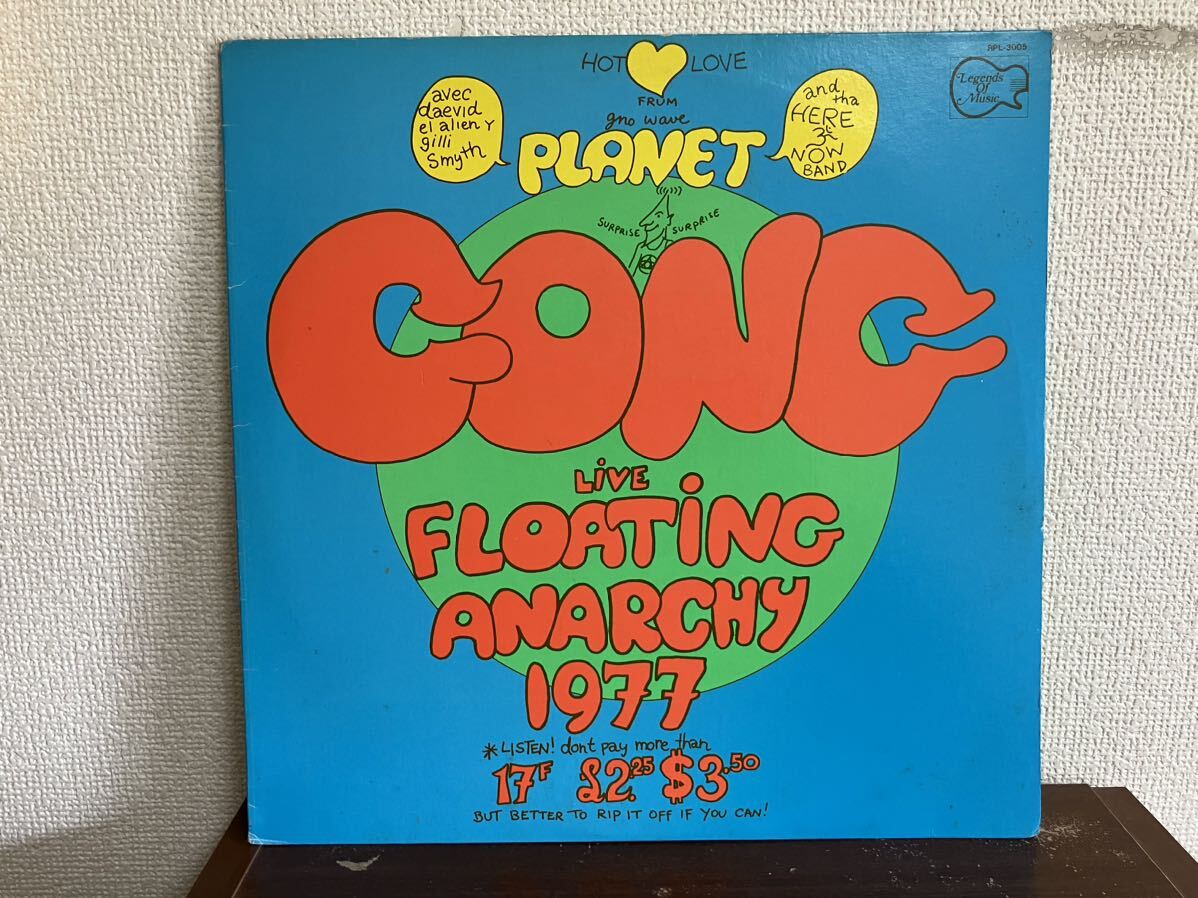 RPL-3005
Legends
Of
Music
HOT LOVE
FRUM
gno wave
PLANET
avec
daevid
el alien y
gilli
smyth
and tha
HERE
&
NOW
BAND
SURPRISE SURPRISE
GONG
LiVE
FLOATiNG
ANARCHY
1977
*LISTEN! dont pay more than
17F £2.25 $3.50
BUT BETTER TO RIP IT OFF IF YOU CAN!